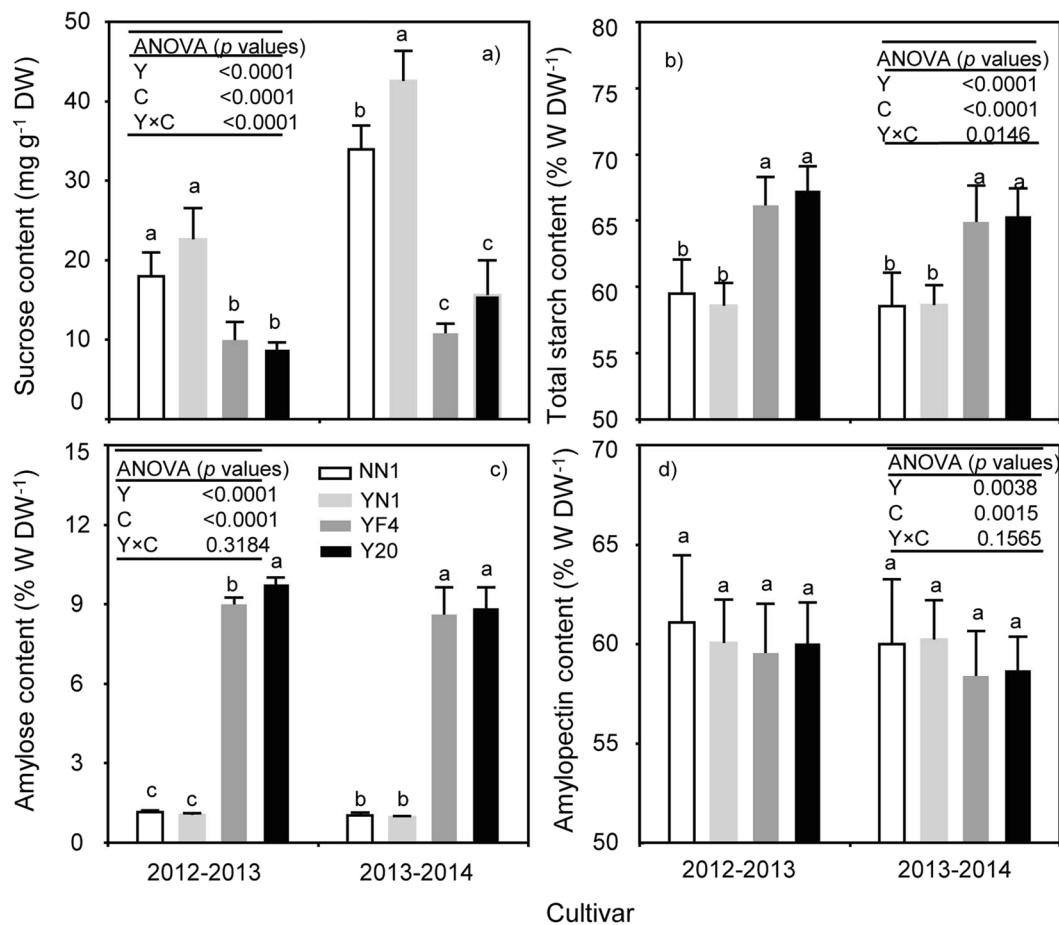 Sucrose content (mg g⁻¹ DW)
50
40
30
20
10
0
ANOVA (p values)
Y <0.0001
C <0.0001
Y×C <0.0001
a)
a
a
b
b
b
a
c
c
Total starch content (% W DW⁻¹)
80
75
70
65
60
55
50
b)
ANOVA (p values)
Y <0.0001
C <0.0001
Y×C 0.0146
b
b
a
a
b
b
a
a
Amylose content (% W DW⁻¹)
15
12
9
6
3
0
ANOVA (p values)
Y <0.0001
C <0.0001
Y×C 0.3184
c)
NN1
YN1
YF4
Y20
c
c
b
a
b
b
a
a
2012-2013
2013-2014
Amylopectin content (% W DW⁻¹)
70
65
60
55
50
d)
ANOVA (p values)
Y 0.0038
C 0.0015
Y×C 0.1565
a
a
a
a
a
a
a
a
2012-2013
2013-2014
Cultivar